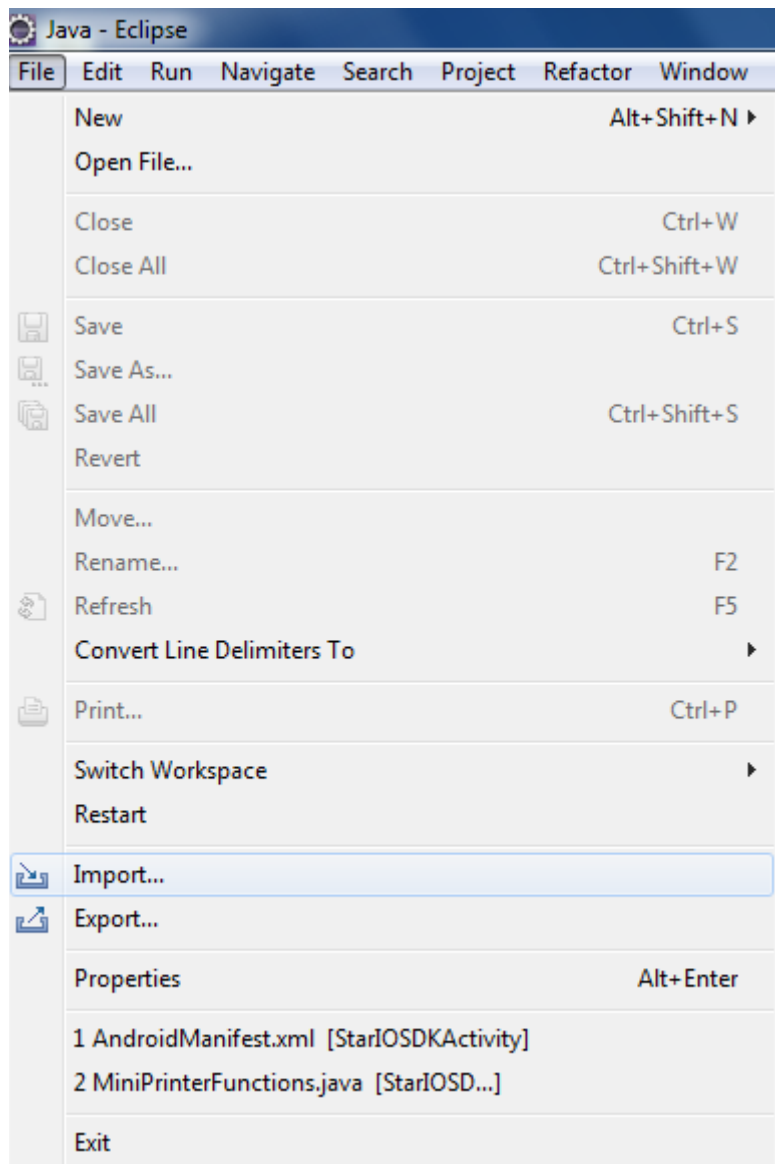 Java - Eclipse
File Edit Run Navigate Search Project Refactor Window
New Alt+Shift+N
Open File...
Close Ctrl+W
Close All Ctrl+Shift+W
Save Ctrl+S
Save As...
Save All Ctrl+Shift+S
Revert
Move...
Rename... F2
Refresh F5
Convert Line Delimiters To
Print... Ctrl+P
Switch Workspace
Restart
Import...
Export...
Properties Alt+Enter
1 AndroidManifest.xml [StarIOSDKActivity]
2 MiniPrinterFunctions.java [StarIOSD...]
Exit